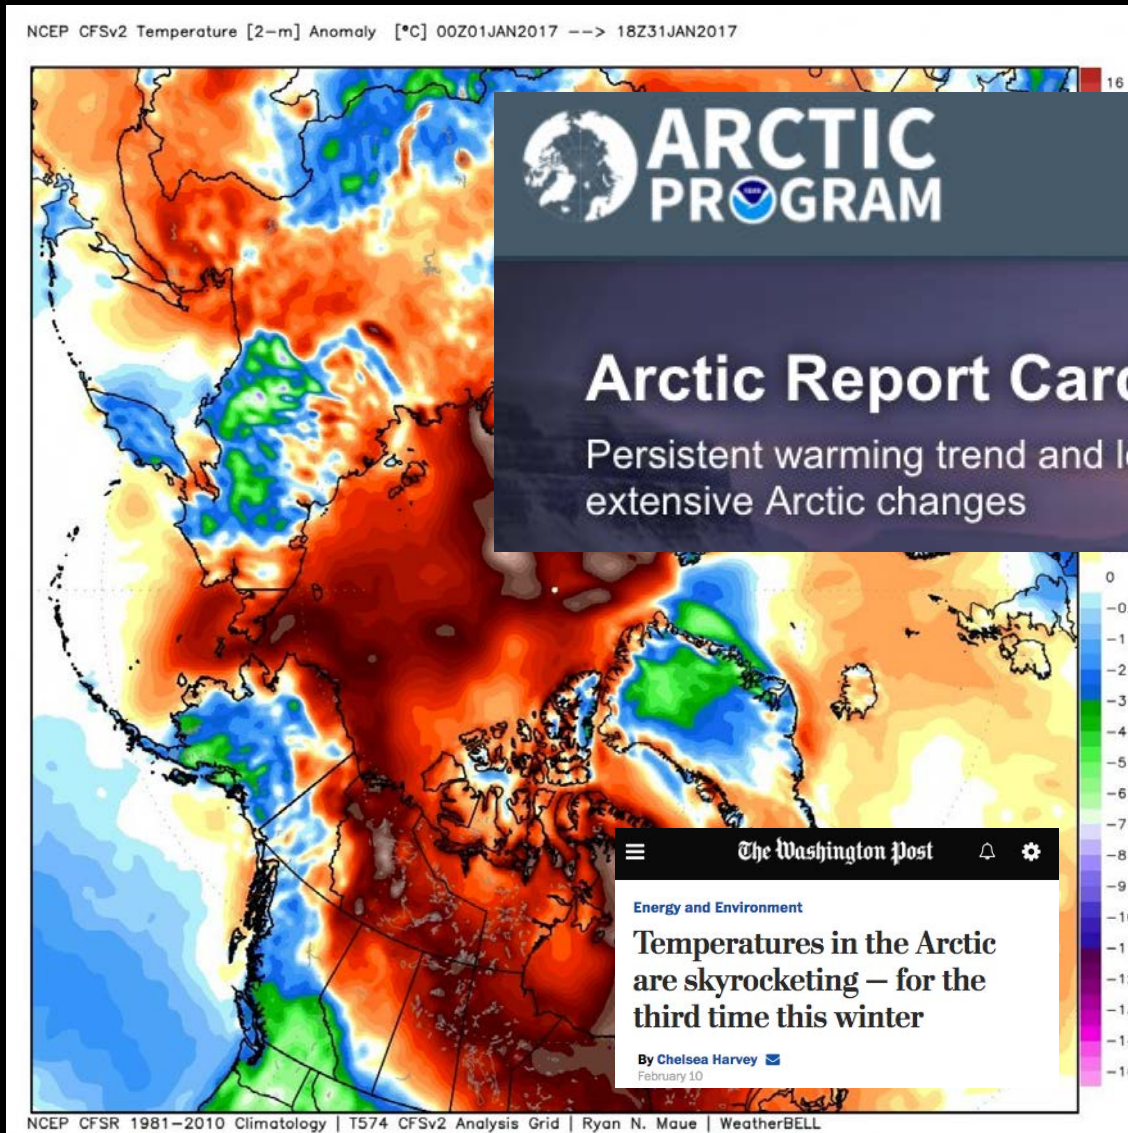 NCEP CFSv2 Temperature [2-m] Anomaly [°C] 00Z01JAN2017 --> 18Z31JAN2017
16
ARCTIC
PROGRAM
Arctic Report Card
Persistent warming trend and
extensive Arctic changes
0
-1
-2
-3
-4
-5
-6
-7
-8
-9
The Washington Post
Energy and Environment
Temperatures in the Arctic
are skyrocketing — for the
third time this winter
By Chelsea Harvey
February 10
NCEP CFSR 1981-2010 Climatology | T574 CFSv2 Analysis Grid | Ryan N. Maue | WeatherBELL